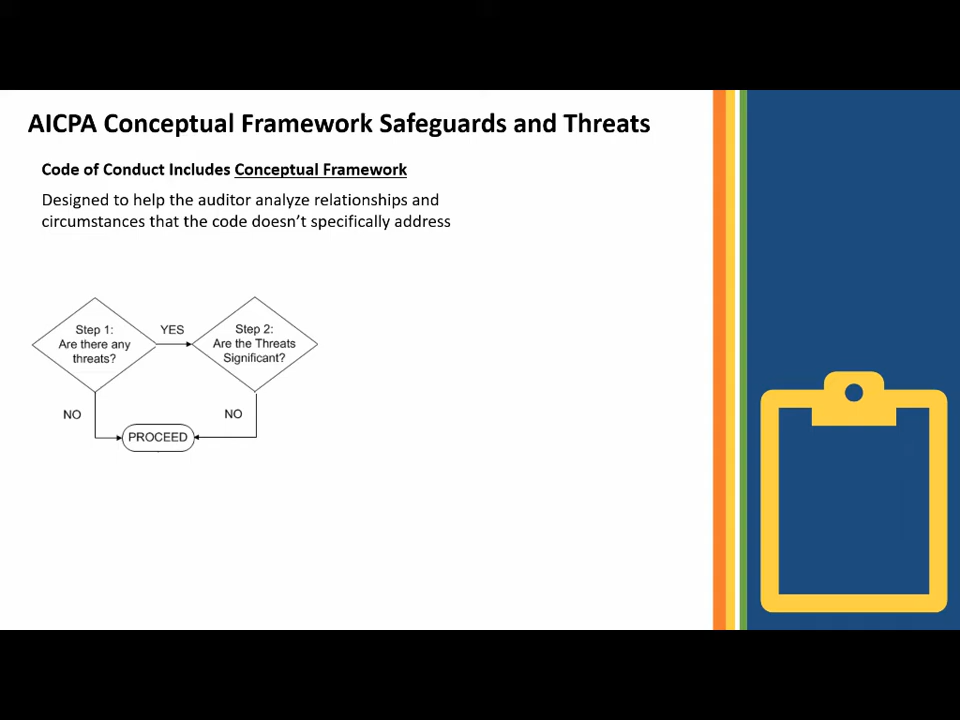 AICPA Conceptual Framework Safeguards and Threats
Code of Conduct Includes Conceptual Framework
Designed to help the auditor analyze relationships and
circumstances that the code doesn’t specifically address
Step 1:
Are there any
threats?
YES
Step 2:
Are the Threats
Significant?
NO
NO
PROCEED